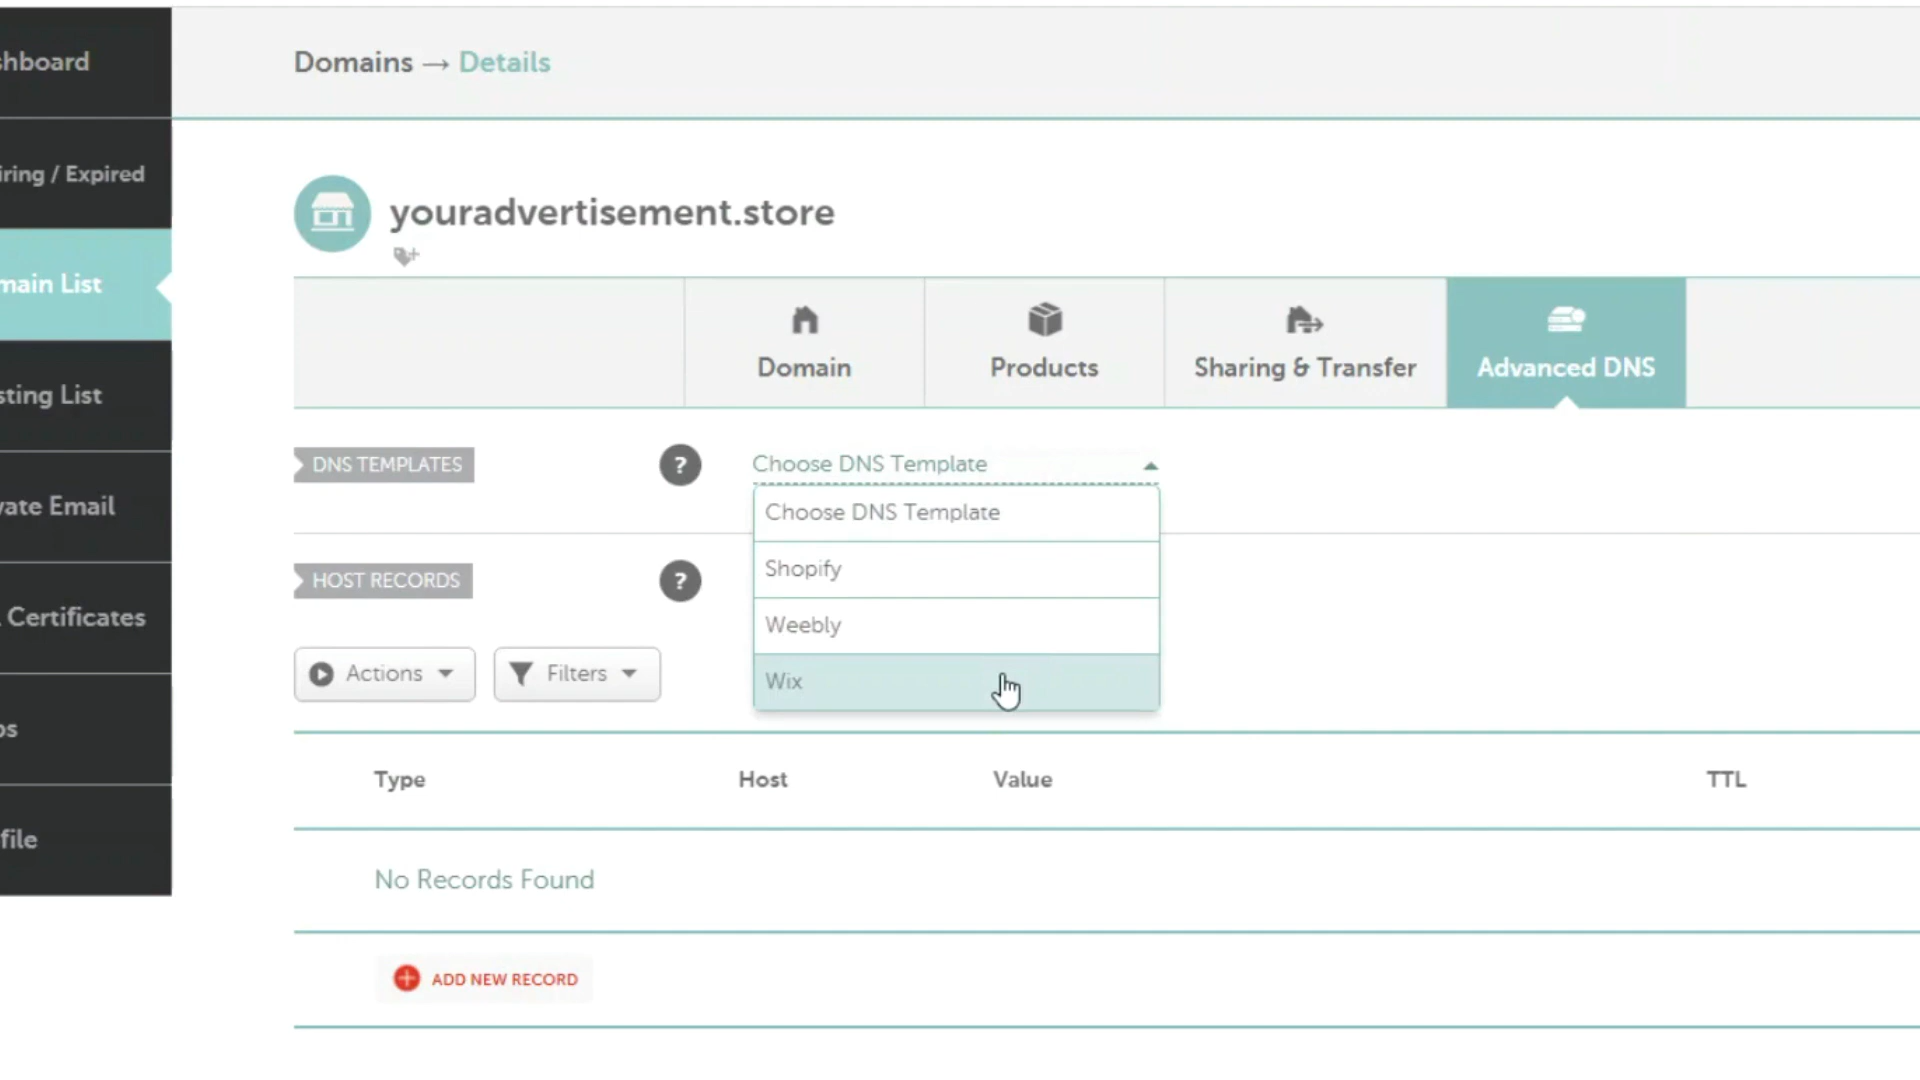 hboard
Domains → Details
iring / Expired
youradvertisement.store
main List
Domain
Products
Sharing & Transfer
Advanced DNS
sting List
DNS TEMPLATES
?
Choose DNS Template
Choose DNS Template
vate Email
Shopify
HOST RECORDS
?
Certificates
Weebly
Actions
Filters
Wix
os
Type
Host
Value
TTL
file
No Records Found
ADD NEW RECORD